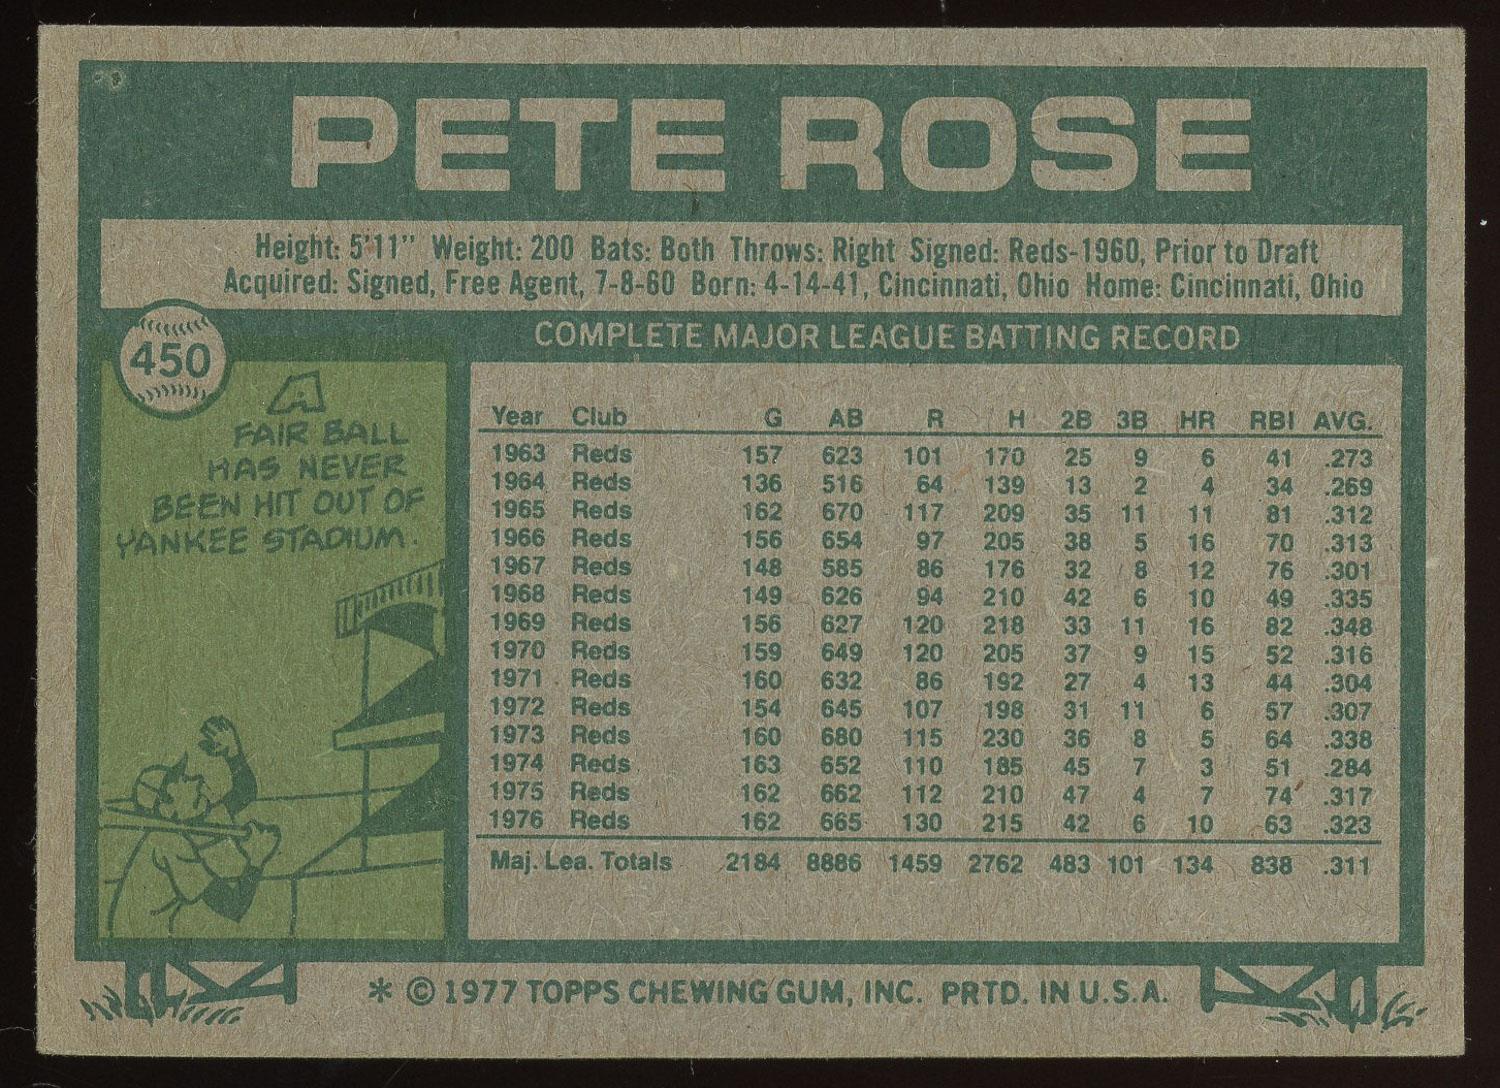 PETE ROSE
Height: 5'11" Weight: 200 Bats: Both Throws: Right Signed: Reds-1960, Prior to Draft
Acquired: Signed, Free Agent, 7-8-60 Born: 4-14-41, Cincinnati, Ohio Home: Cincinnati, Ohio
450
A
FAIR BALL
HAS NEVER
BEEN HIT OUT OF
YANKEE STADIUM.
COMPLETE MAJOR LEAGUE BATTING RECORD
Year Club G AB R H 2B 3B HR RBI AVG.
1963 Reds 157 623 101 170 25 9 6 41 .273
1964 Reds 136 516 64 139 13 2 4 34 .269
1965 Reds 162 670 117 209 35 11 11 81 .312
1966 Reds 156 654 97 205 38 5 16 70 .313
1967 Reds 148 585 86 176 32 8 12 76 .301
1968 Reds 149 626 94 210 42 6 10 49 .335
1969 Reds 156 627 120 218 33 11 16 82 .348
1970 Reds 159 649 120 205 37 9 15 52 .316
1971 Reds 160 632 86 192 27 4 13 44 .304
1972 Reds 154 645 107 198 31 11 6 57 .307
1973 Reds 160 680 115 230 36 8 5 64 .338
1974 Reds 163 652 110 185 45 7 3 51 .284
1975 Reds 162 662 112 210 47 4 7 74 .317
1976 Reds 162 665 130 215 42 6 10 63 .323
Maj. Lea. Totals 2184 8886 1459 2762 483 101 134 838 .311
* © 1977 TOPPS CHEWING GUM, INC. PRTD. IN U.S.A.